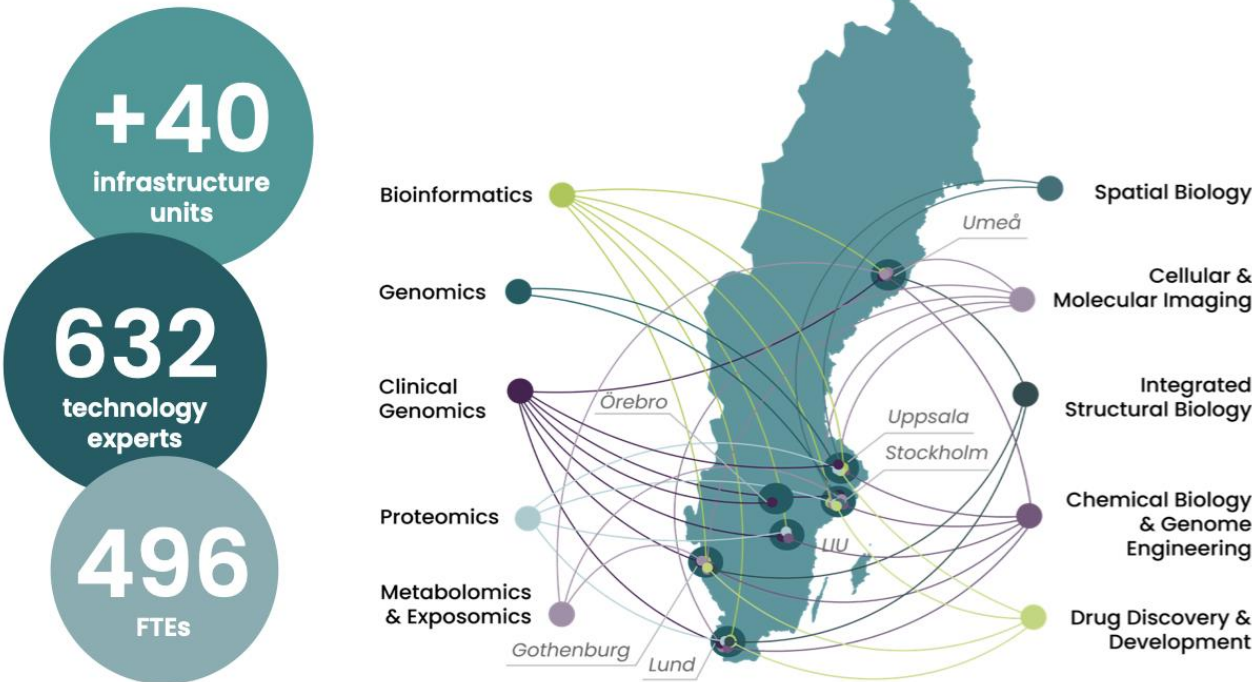 +40
infrastructure
units
632
technology
experts
496
FTEs
Bioinformatics
Genomics
Clinical
Genomics
Proteomics
Metabolomics
& Exposomics
Umeå
Örebro
Uppsala
Stockholm
LIU
Gothenburg
Lund
Spatial Biology
Cellular &
Molecular Imaging
Integrated
Structural Biology
Chemical Biology
& Genome
Engineering
Drug Discovery &
Development